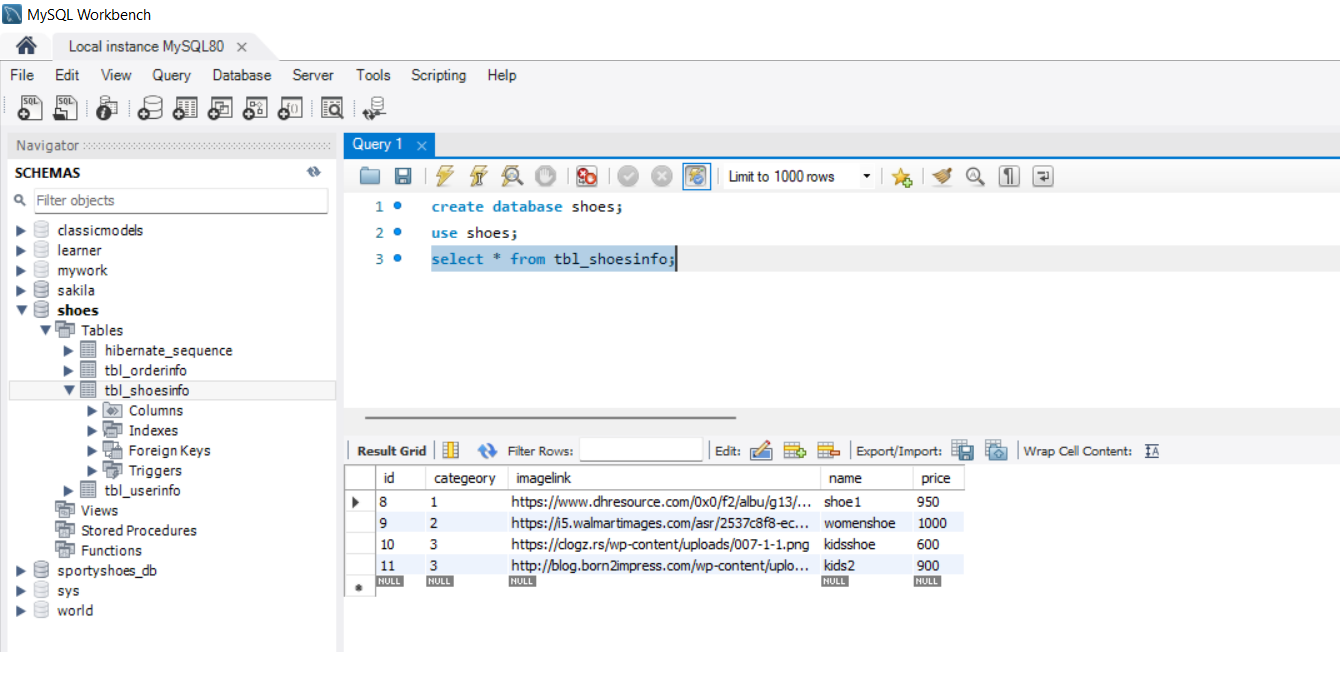 MySQL Workbench
Local instance MySQL80
File Edit View Query Database Server Tools Scripting Help
Navigator
SCHEMAS
Filter objects
classicmodels
learner
mywork
sakila
shoes
Tables
hibernate_sequence
tbl_orderinfo
tbl_shoesinfo
Columns
Indexes
Foreign Keys
Triggers
tbl_userinfo
Views
Stored Procedures
Functions
sportyshoes_db
sys
world
Query 1
Limit to 1000 rows
1 create database shoes;
2 use shoes;
3 select * from tbl_shoesinfo;
Result Grid Filter Rows: Edit: Export/Import: Wrap Cell Content:
id categeory imagelink name price
8 1 https://www.dhresource.com/0x0/f2/albu/g13/... shoe1 950
9 2 https://i5.walmartimages.com/asr/2537c8f8-ec... womenshoe 1000
10 3 https://clogz.rs/wp-content/uploads/007-1-1.png kidsshoe 600
11 3 http://blog.born2impress.com/wp-content/uplo... kids2 900
NULL NULL NULL NULL NULL